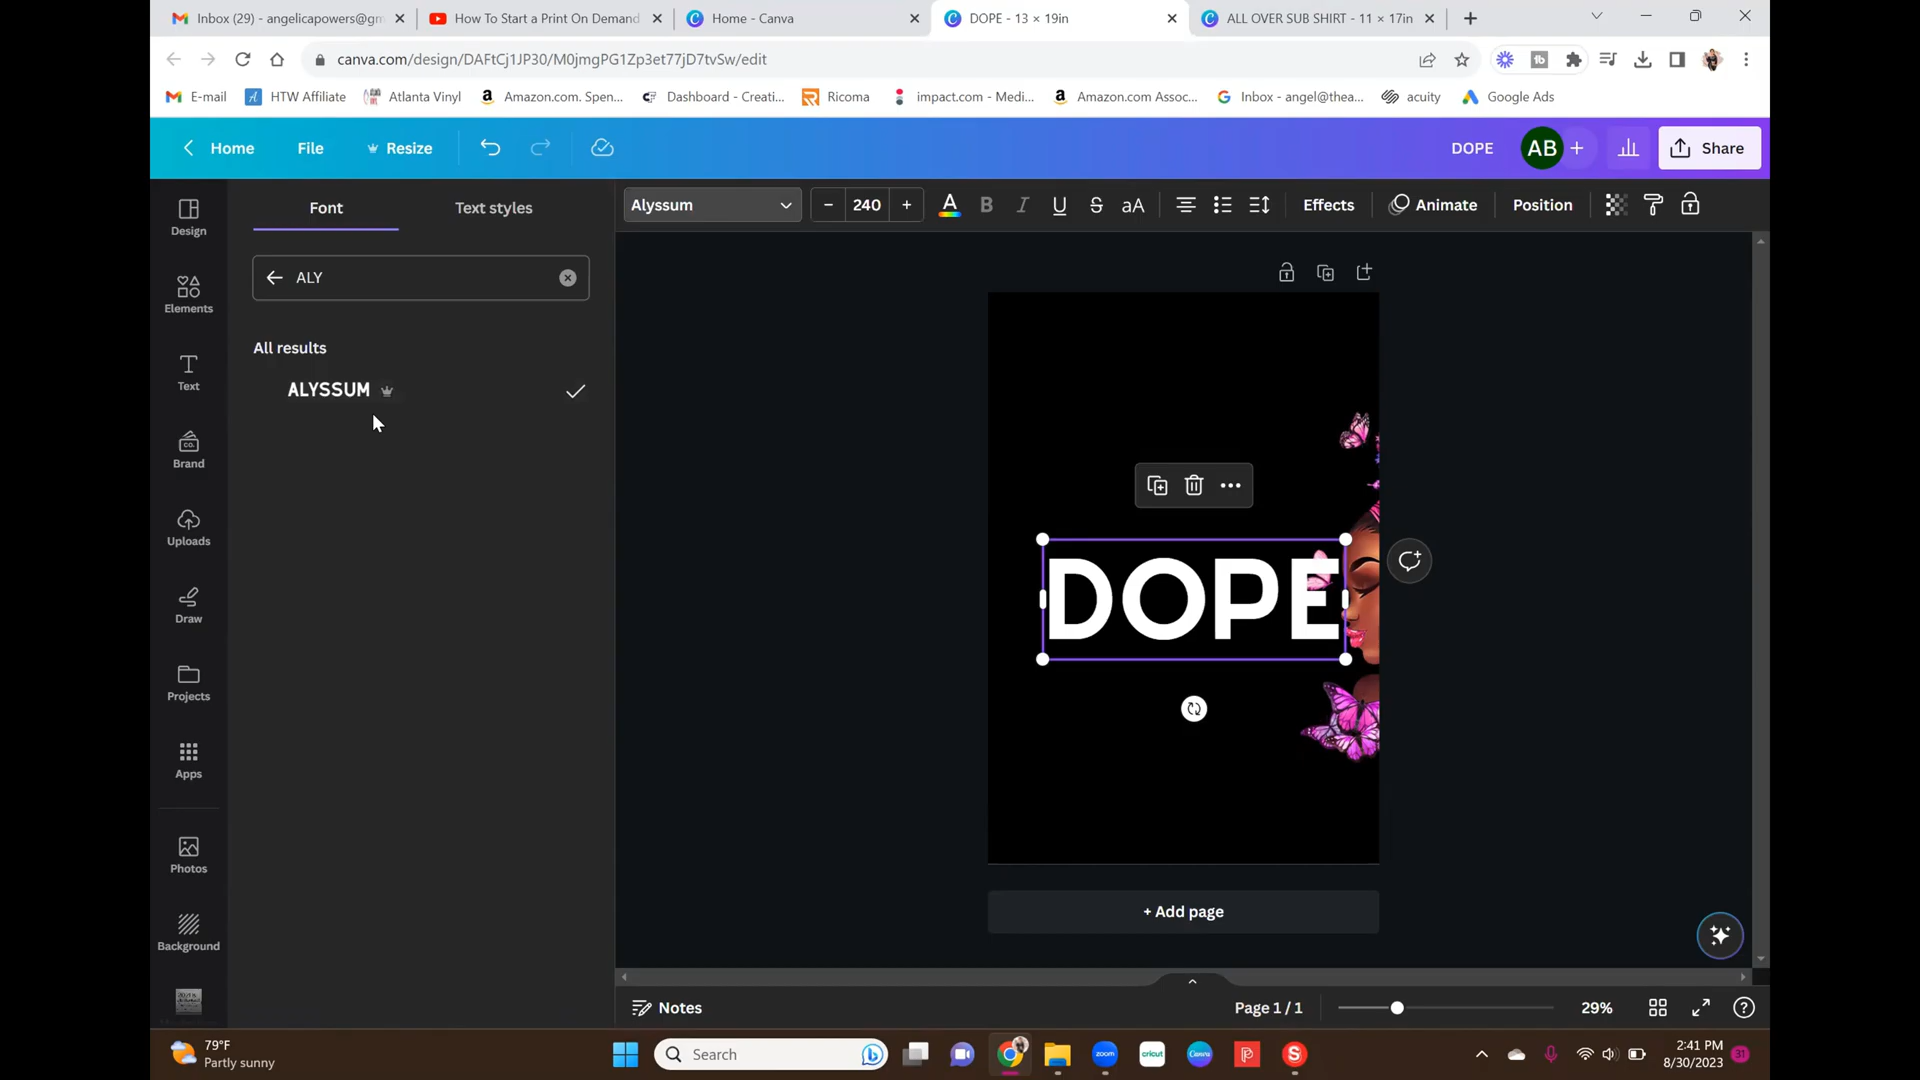 Inbox (29) - angelicapowers@gm
How To Start a Print On Demand
Home - Canva
DOPE - 13 × 19in
ALL OVER SUB SHIRT - 11 × 17in
canva.com/design/DAFtCj1JP30/M0jmgPG1Zp3et77jD7tvSw/edit
E-mail
HTW Affiliate
Atlanta Vinyl
Amazon.com. Spen...
Dashboard - Creati...
Ricoma
impact.com - Medi...
Amazon.com Assoc...
Inbox - angel@thea...
acuity
Google Ads
Home
File
Resize
DOPE
AB
Share
Design
Elements
Text
Brand
Uploads
Draw
Projects
Apps
Photos
Background
Font
Text styles
ALY
All results
ALYSSUM
Alyssum
240
Effects
Animate
Position
DOPE
+ Add page
Notes
Page 1 / 1
29%
79°F
Partly sunny
Search
zoom
cricut
Canva
2:41 PM
8/30/2023
31